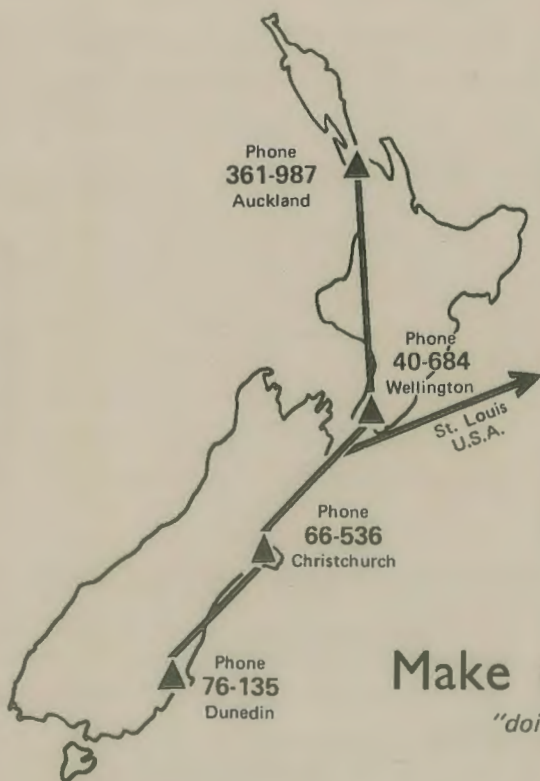 Phone
361-987
Auckland
Phone
40-684
Wellington
St. Louis
U.S.A.
Phone
66-536
Christchurch
Phone
76-135
Dunedin
Make
"doi